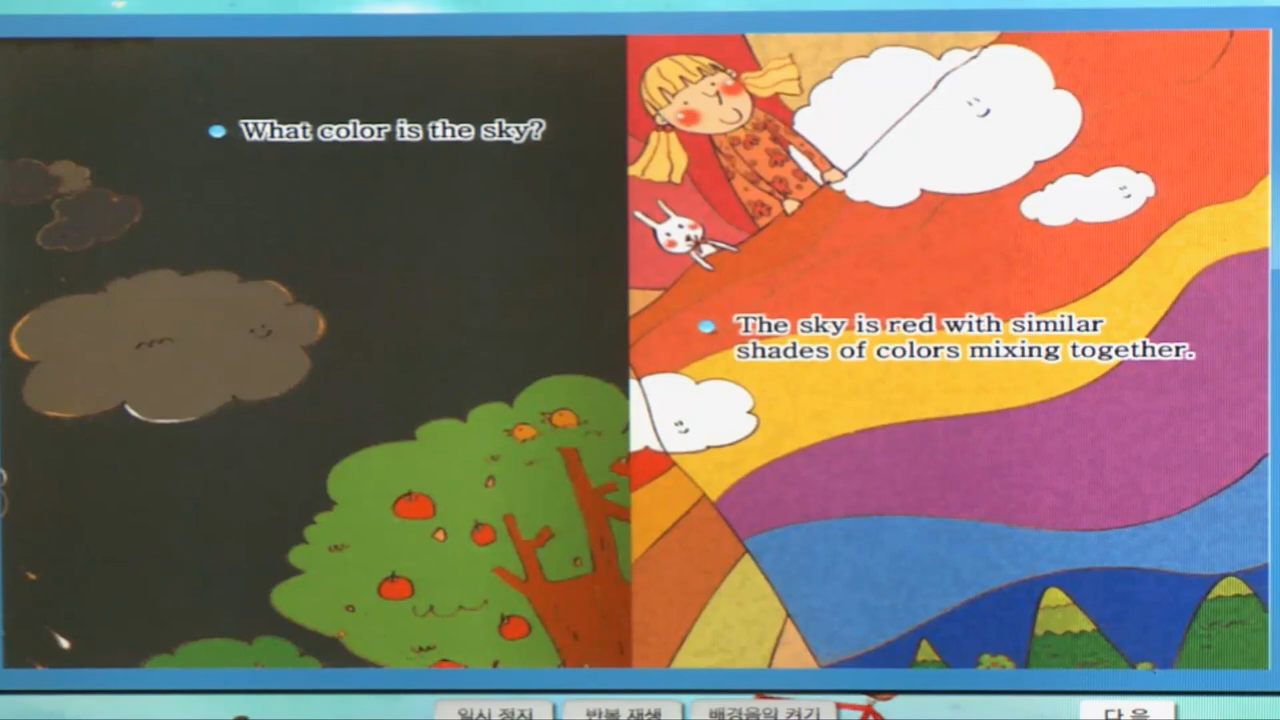 What color is the sky?
The sky is red with similar
shades of colors mixing together.
일시 정지
반복 재생
배경음악 켜기
다 음